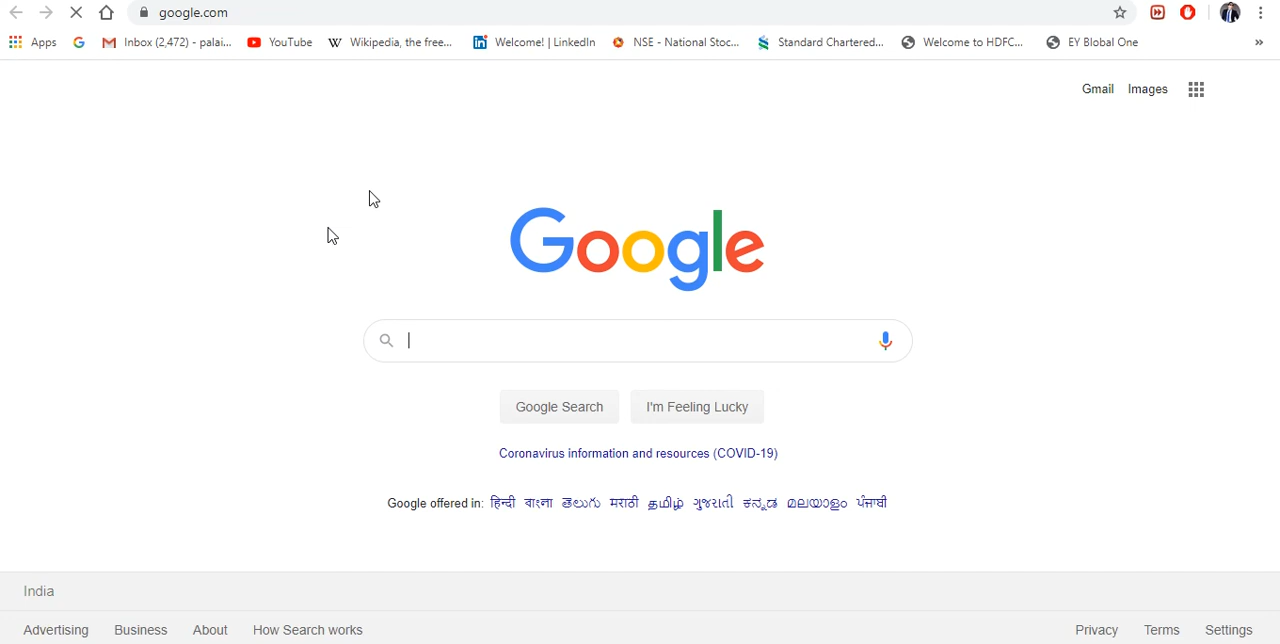 google.com
Apps Inbox (2,472) - palai... YouTube Wikipedia, the free... Welcome! | LinkedIn NSE - National Stoc... Standard Chartered... Welcome to HDFC... EY Blobal One »
Gmail Images
Google
Google Search I'm Feeling Lucky
Coronavirus information and resources (COVID-19)
Google offered in: हिन्दी বাংলা తెలుగు मराठी தமிழ் ગુજરાતી ಕನ್ನಡ മലയാളം ਪੰਜਾਬੀ
India
Advertising Business About How Search works Privacy Terms Settings